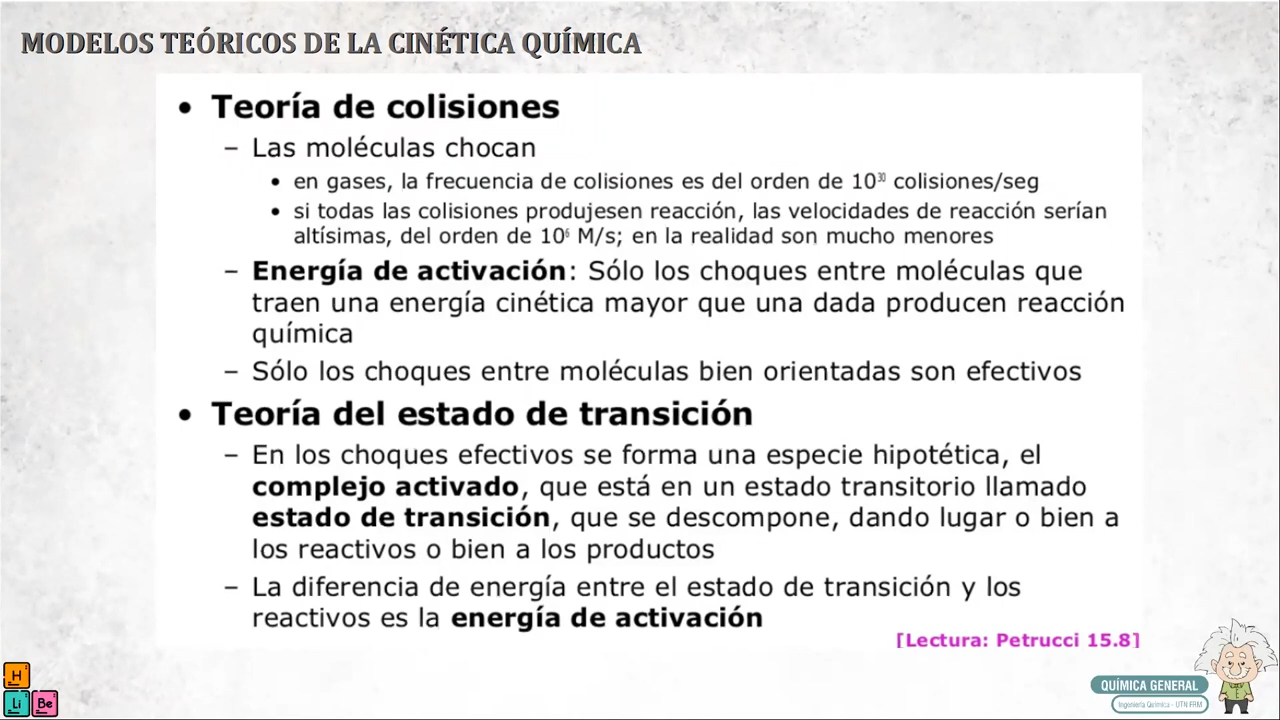 MODELOS TEÓRICOS DE LA CINÉTICA QUÍMICA
• Teoría de colisiones
– Las moléculas chocan
• en gases, la frecuencia de colisiones es del orden de 10³⁰ colisiones/seg
• si todas las colisiones produjesen reacción, las velocidades de reacción serían
altísimas, del orden de 10⁶ M/s; en la realidad son mucho menores
– Energía de activación: Sólo los choques entre moléculas que
traen una energía cinética mayor que una dada producen reacción
química
– Sólo los choques entre moléculas bien orientadas son efectivos
• Teoría del estado de transición
– En los choques efectivos se forma una especie hipotética, el
complejo activado, que está en un estado transitorio llamado
estado de transición, que se descompone, dando lugar o bien a
los reactivos o bien a los productos
– La diferencia de energía entre el estado de transición y los
reactivos es la energía de activación
[Lectura: Petrucci 15.8]
H
Li Be
QUÍMICA GENERAL
Ingeniería Química - UTN FRM